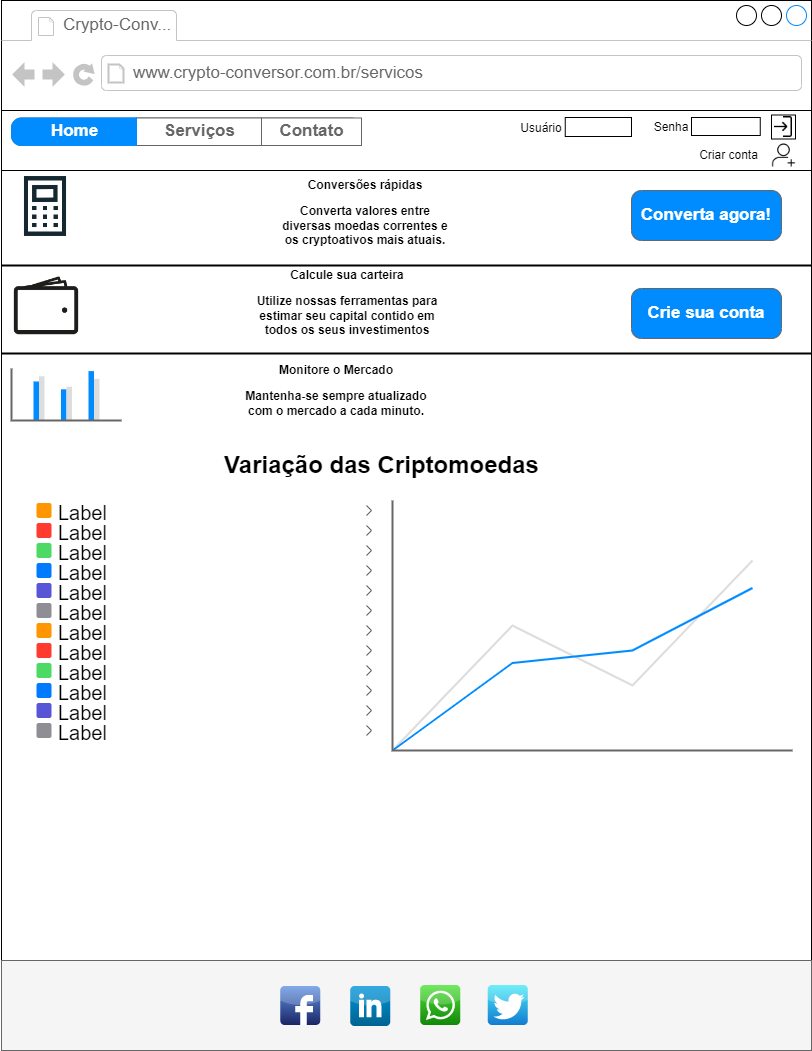 Crypto-Conv...
www.crypto-conversor.com.br/servicos
Home Serviços Contato
Usuário Senha
Criar conta
Conversões rápidas
Converta valores entre
diversas moedas correntes e
os cryptoativos mais atuais.
Converta agora!
Calcule sua carteira
Utilize nossas ferramentas para
estimar seu capital contido em
todos os seus investimentos
Crie sua conta
Monitore o Mercado
Mantenha-se sempre atualizado
com o mercado a cada minuto.
Variação das Criptomoedas
Label
Label
Label
Label
Label
Label
Label
Label
Label
Label
Label
Label
f in